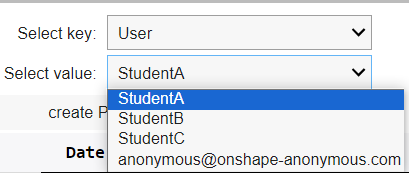 Select key: User
Select value: StudentA
StudentA
create P
StudentB
StudentC
Date
anonymous@onshape-anonymous.com